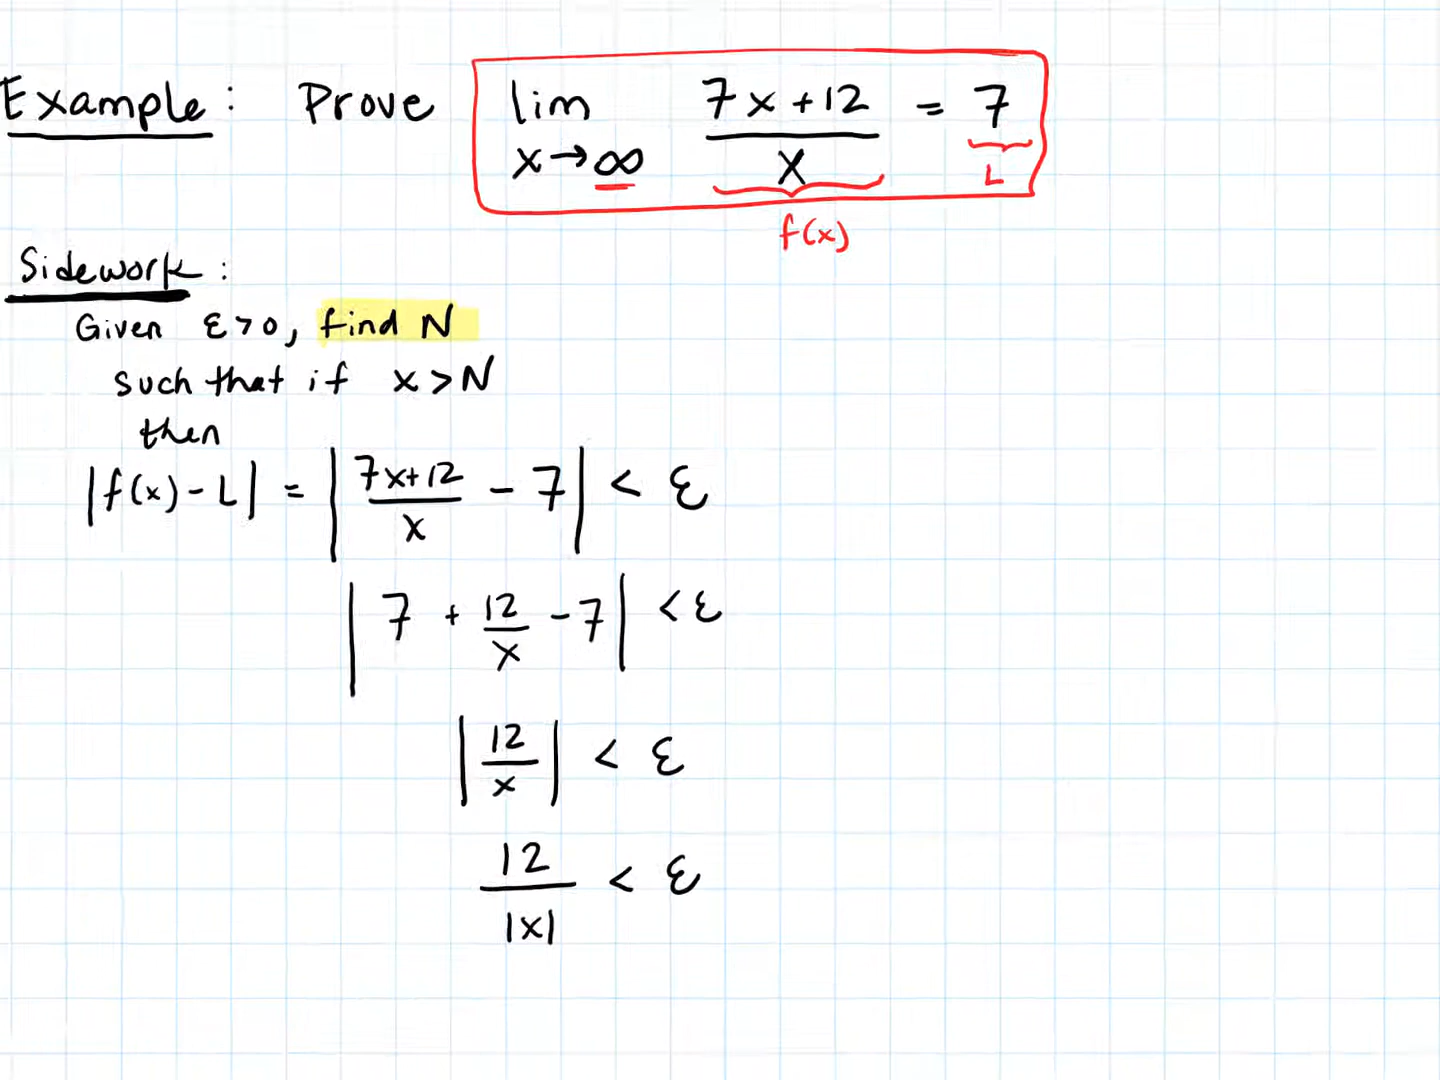 Example: Prove lim x→∞ (7x+12)/x = 7
L
f(x)
Sidework:
Given ε>0, find N
such that if x>N
then
|f(x)-L| = |(7x+12)/x - 7| < ε
|7 + 12/x - 7| < ε
|12/x| < ε
12/|x| < ε